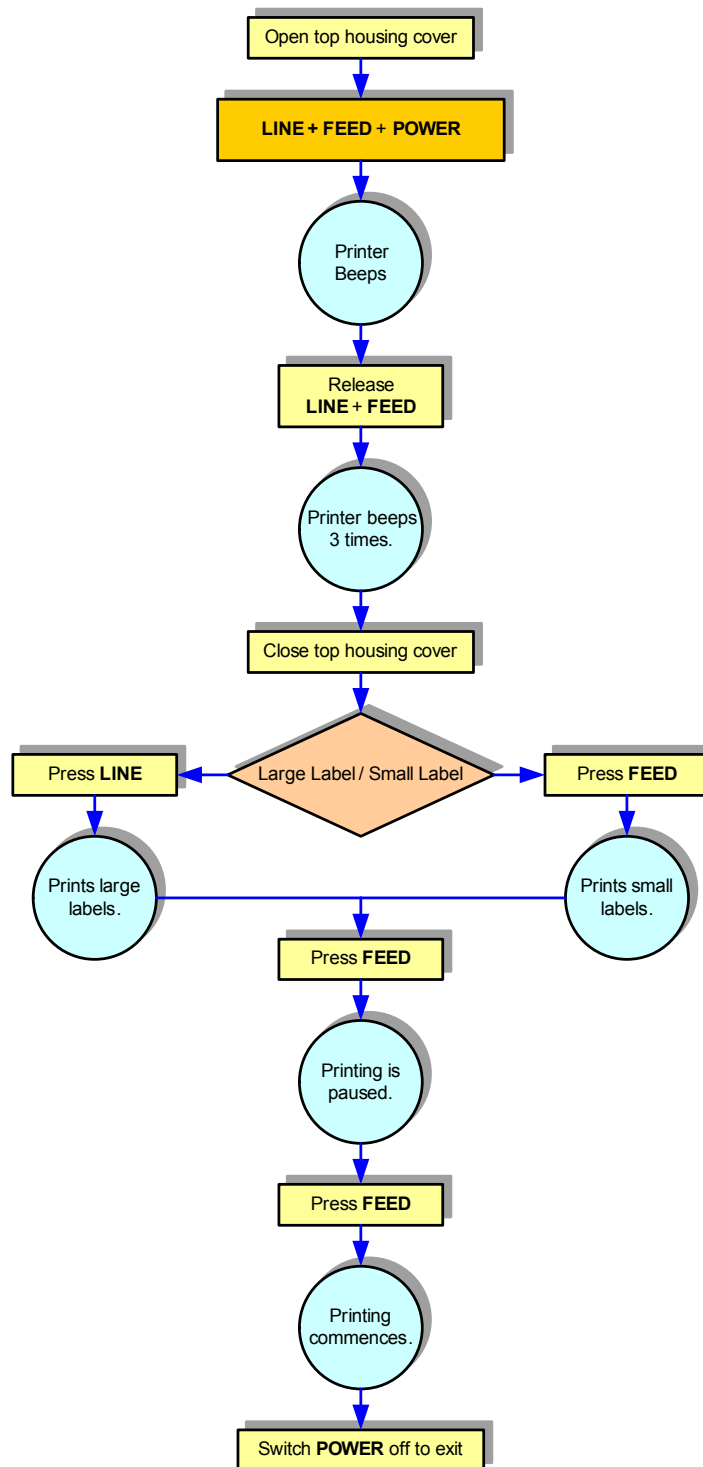 Open top housing cover
LINE + FEED + POWER
Printer
Beeps
Release
LINE + FEED
Printer beeps
3 times.
Close top housing cover
Large Label / Small Label
Press LINE
Press FEED
Prints large
labels.
Prints small
labels.
Press FEED
Printing is
paused.
Press FEED
Printing
commences.
Switch POWER off to exit